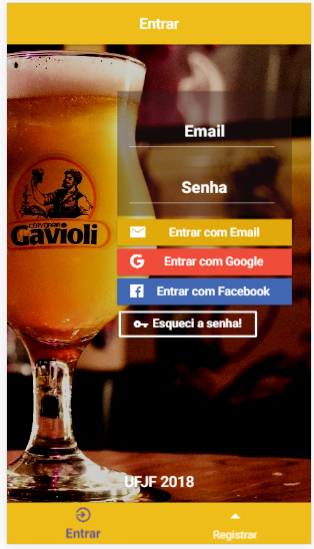 Entrar
Email
Senha
CERVEJARIA
Gavioli
Entrar com Email
Entrar com Google
Entrar com Facebook
Esqueci a senha!
UFJF 2018
Entrar
Registrar